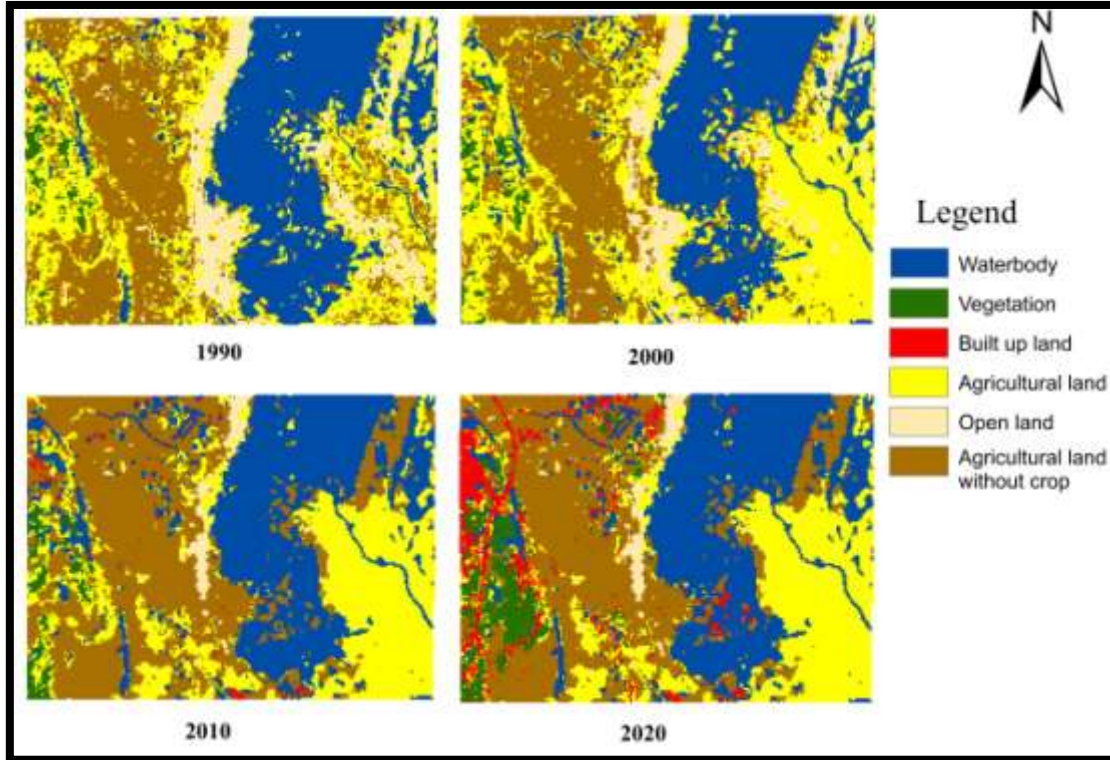 N
1990
2000
Legend
Waterbody
Vegetation
Built up land
Agricultural land
Open land
Agricultural land
without crop
2010
2020